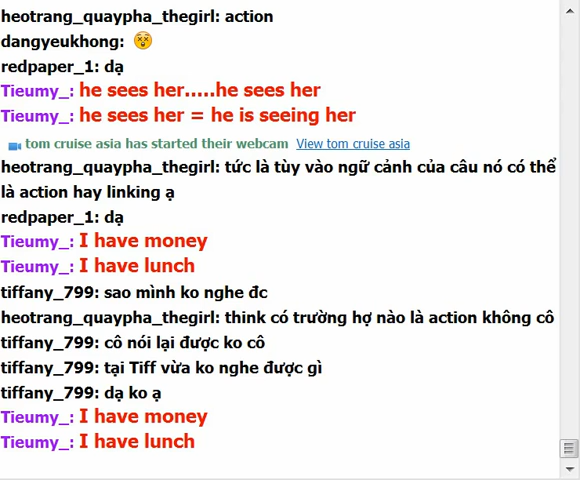 heotrang_quaypha_thegirl: action
dangyeukhong:
redpaper_1: dạ
Tieumy_: he sees her.....he sees her
Tieumy_: he sees her = he is seeing her
tom cruise asia has started their webcam View tom cruise asia
heotrang_quaypha_thegirl: tức là tùy vào ngữ cảnh của câu nó có thể
là action hay linking ạ
redpaper_1: dạ
Tieumy_: I have money
Tieumy_: I have lunch
tiffany_799: sao mình ko nghe đc
heotrang_quaypha_thegirl: think có trường hợ nào là action không cô
tiffany_799: cô nói lại được ko cô
tiffany_799: tại Tiff vừa ko nghe được gì
tiffany_799: dạ ko ạ
Tieumy_: I have money
Tieumy_: I have lunch